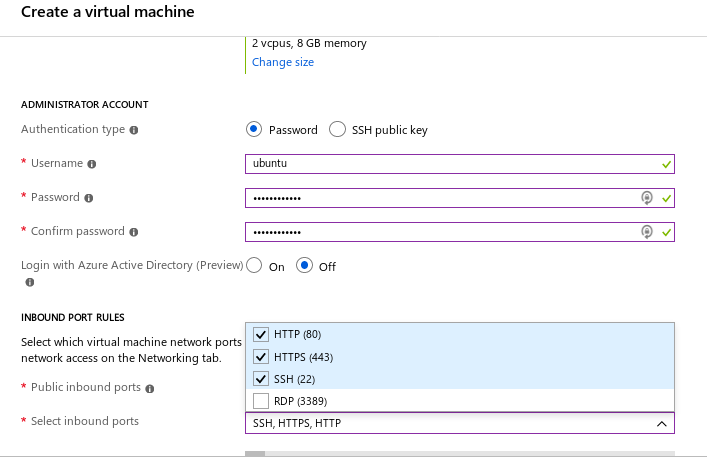 Create a virtual machine
2 vcpus, 8 GB memory
Change size
ADMINISTRATOR ACCOUNT
Authentication type
Password
SSH public key
* Username
ubuntu
* Password
••••••••••••
* Confirm password
••••••••••••
Login with Azure Active Directory (Preview)
On
Off
INBOUND PORT RULES
Select which virtual machine network ports
network access on the Networking tab.
* Public inbound ports
HTTP (80)
HTTPS (443)
SSH (22)
RDP (3389)
* Select inbound ports
SSH, HTTPS, HTTP